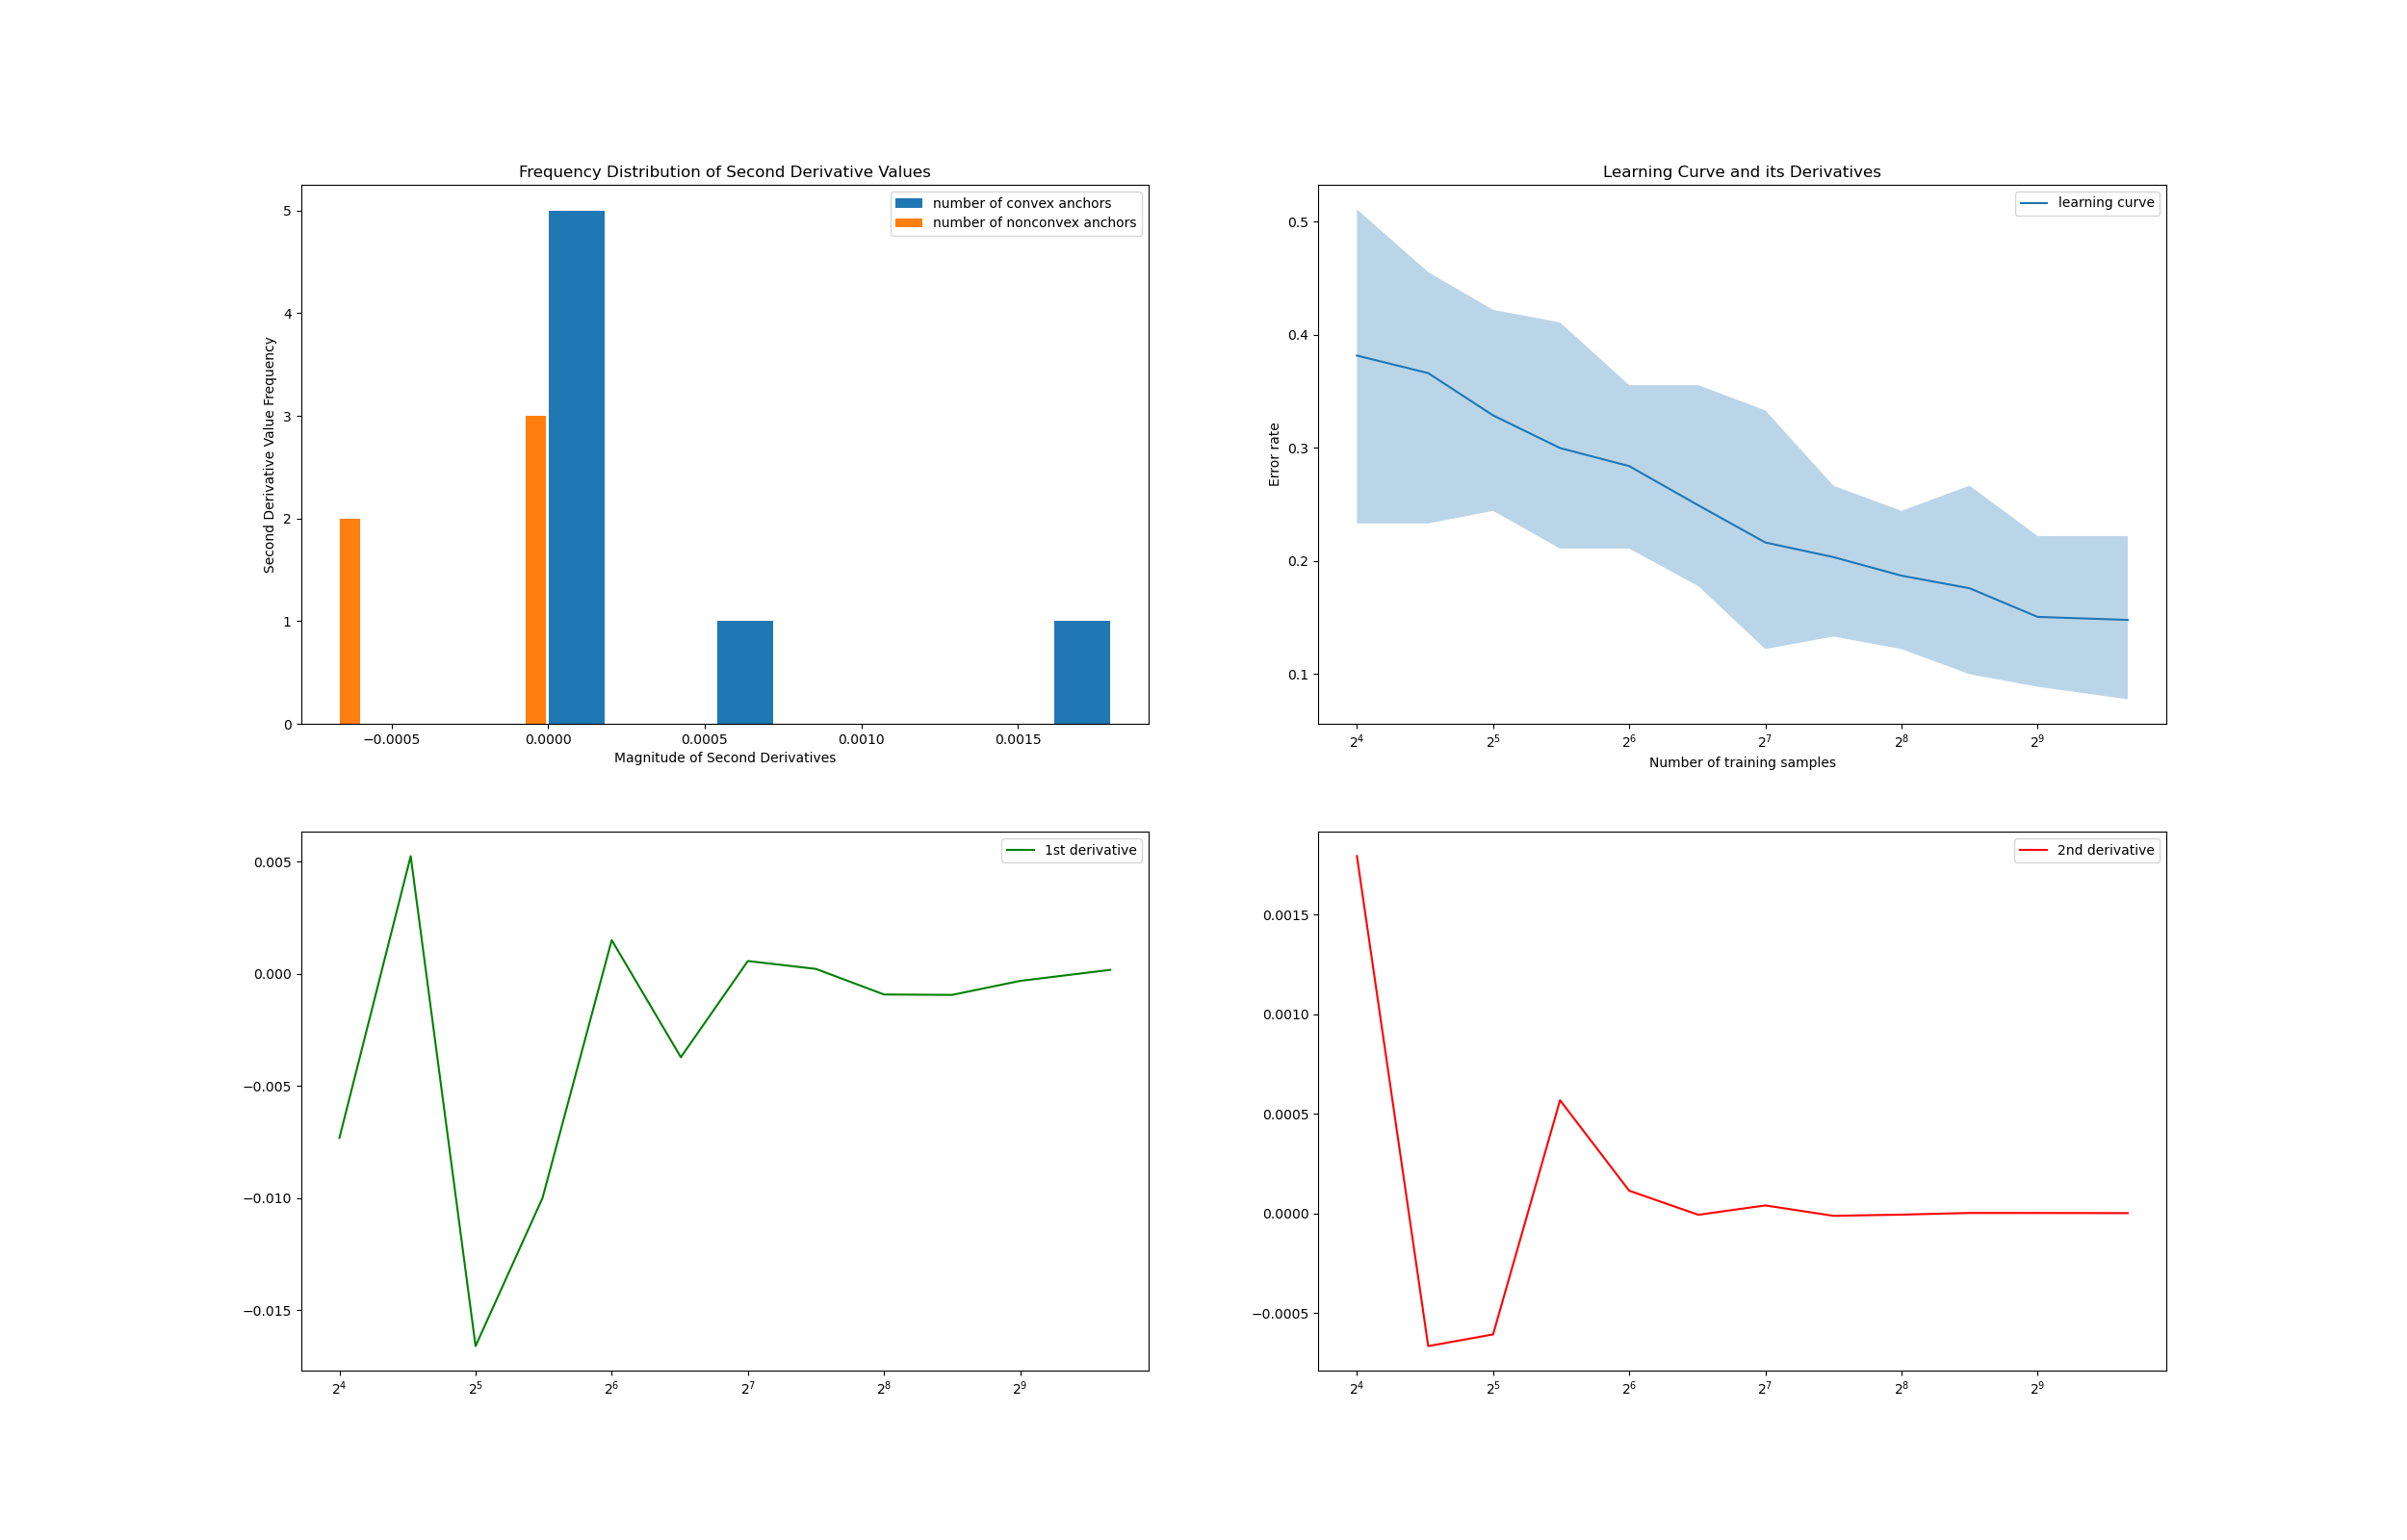 Frequency Distribution of Second Derivative Values
number of convex anchors
number of nonconvex anchors
Second Derivative Value Frequency
5
4
3
2
1
0
−0.0005 0.0000 0.0005 0.0010 0.0015
Magnitude of Second Derivatives
Learning Curve and its Derivatives
learning curve
Error rate
0.5
0.4
0.3
0.2
0.1
2⁴ 2⁵ 2⁶ 2⁷ 2⁸ 2⁹
Number of training samples
1st derivative
0.005
0.000
−0.005
−0.010
−0.015
2⁴ 2⁵ 2⁶ 2⁷ 2⁸ 2⁹
2nd derivative
0.0015
0.0010
0.0005
0.0000
−0.0005
2⁴ 2⁵ 2⁶ 2⁷ 2⁸ 2⁹